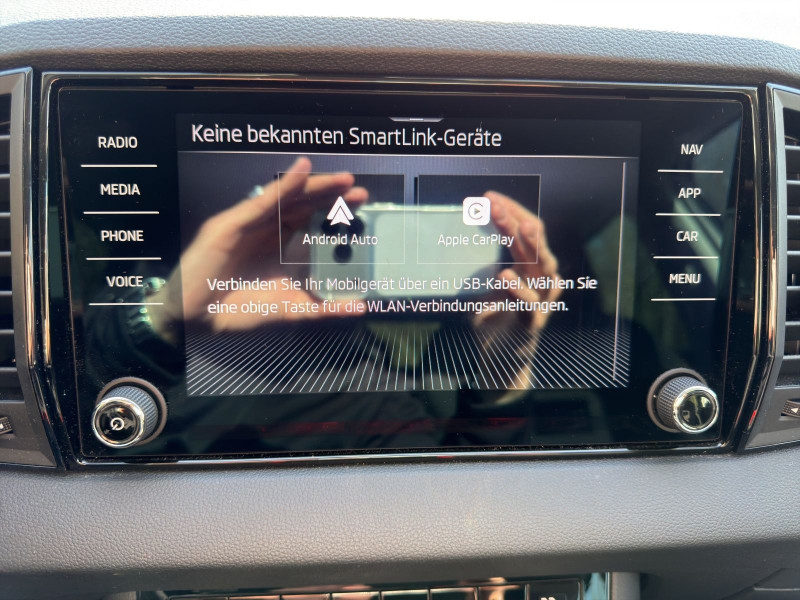 Keine bekannten SmartLink-Geräte
RADIO
MEDIA
PHONE
VOICE
Android Auto
Apple CarPlay
Verbinden Sie Ihr Mobilgerät über ein USB-Kabel. Wählen Sie
eine obige Taste für die WLAN-Verbindungsanleitungen.
NAV
APP
CAR
MENU